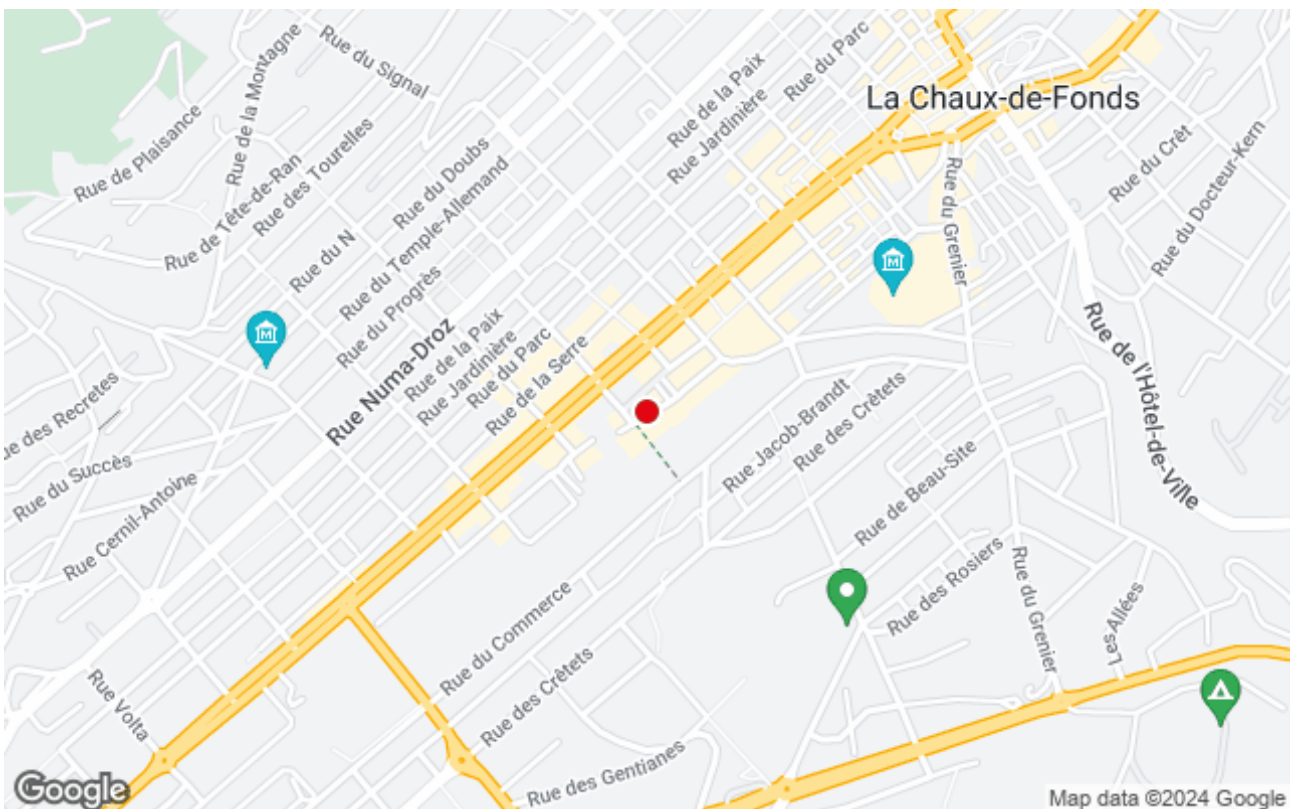 Rue du Signal
Rue de la Montagne
Rue de Plaisance
Rue de Tête-de-Ran
Rue des Tourelles
Rue du Doubs
Rue du N
Rue du Temple-Allemand
Rue du Progrès
Rue Numa-Droz
Rue de la Paix
Rue Jardinière
Rue du Parc
La Chaux-de-Fonds
Rue du Crêt
Rue du Docteur-Kern
Rue du Grenier
Rue de l'Hôtel-de-Ville
M
M
Rue de la Paix
Rue Jardinière
Rue du Parc
Rue de la Serre
ue des Recretes
Rue du Succès
Rue Cernil-Antoine
Rue Jacob-Brandt
Rue des Crêtets
Rue de Beau-Site
Rue des Rosiers
Rue du Grenier
Les Allées
Rue du Commerce
Rue des Crêtets
Rue Volta
Rue des Gentianes
Google
Map data ©2024 Google